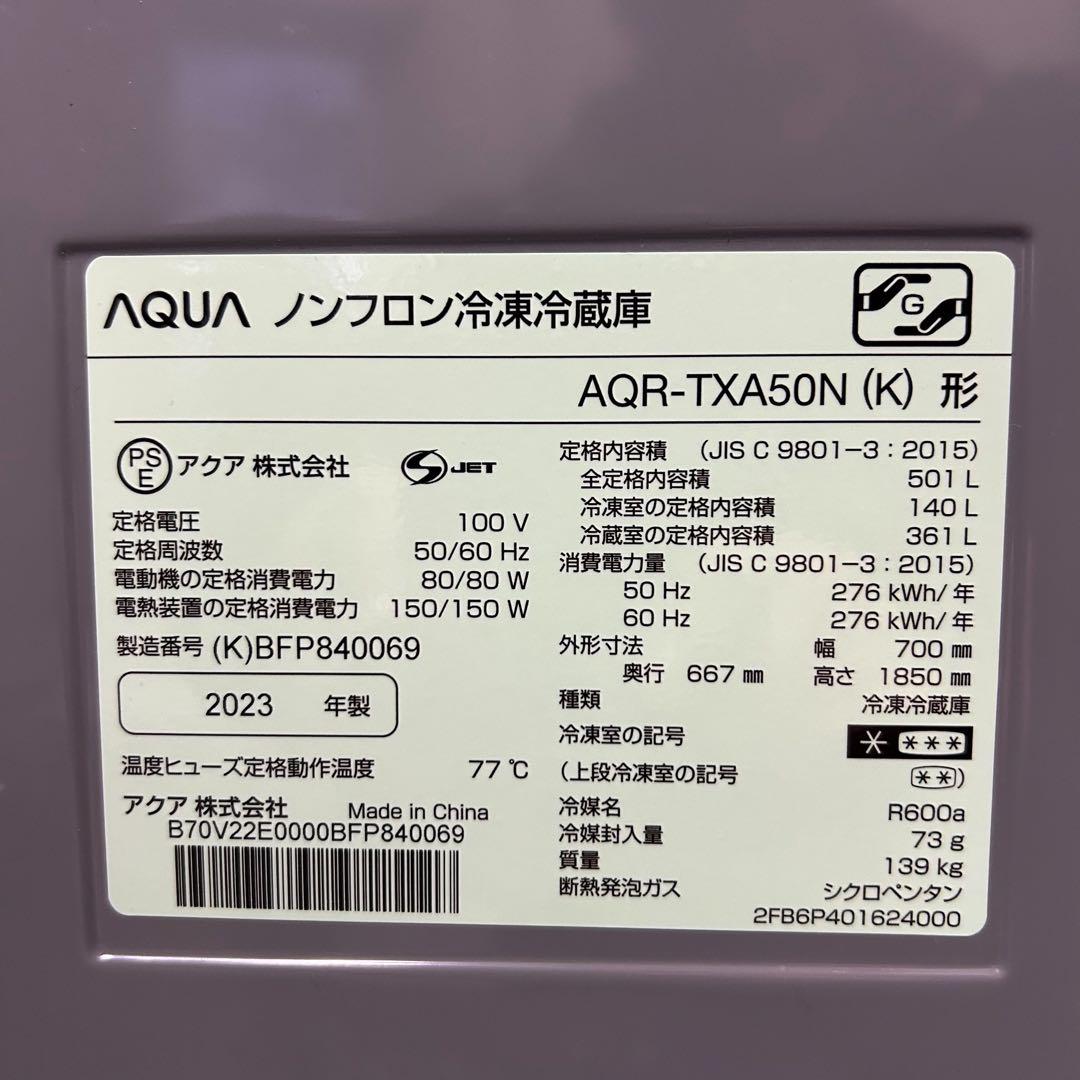 AQUA ノンフロン冷凍冷蔵庫
G
AQR-TXA50N (K) 形
PSE アクア 株式会社 S JET
定格電圧 100 V
定格周波数 50/60 Hz
電動機の定格消費電力 80/80 W
電熱装置の定格消費電力 150/150 W
製造番号 (K)BFP840069
2023 年製
温度ヒューズ定格動作温度 77 ℃
アクア 株式会社 Made in China
B70V22E0000BFP840069
定格内容積 (JIS C 9801-3:2015)
全定格内容積 501 L
冷凍室の定格内容積 140 L
冷蔵室の定格内容積 361 L
消費電力量 (JIS C 9801-3:2015)
50 Hz 276 kWh/年
60 Hz 276 kWh/年
外形寸法 幅 700 ㎜
奥行 667 ㎜ 高さ 1850 ㎜
種類 冷凍冷蔵庫
冷凍室の記号 * ***
(上段冷凍室の記号 **)
冷媒名 R600a
冷媒封入量 73 g
質量 139 kg
断熱発泡ガス シクロペンタン
2FB6P401624000